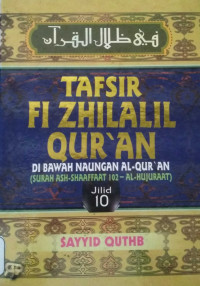 في ظلال القرآن
TAFSIR
FI ZHILALIL
QUR`AN
DI BAWAH NAUNGAN AL-QUR`AN
(SURAH ASH-SHAAFFAAT 102 – AL-HUJURAAT)
Jilid
10
SAYYID QUTHB